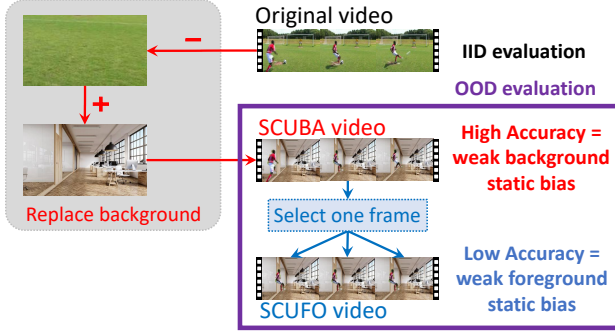 Original video
−
IID evaluation
OOD evaluation
+
Replace background
SCUBA video
High Accuracy =
weak background
static bias
Select one frame
Low Accuracy =
weak foreground
static bias
SCUFO video